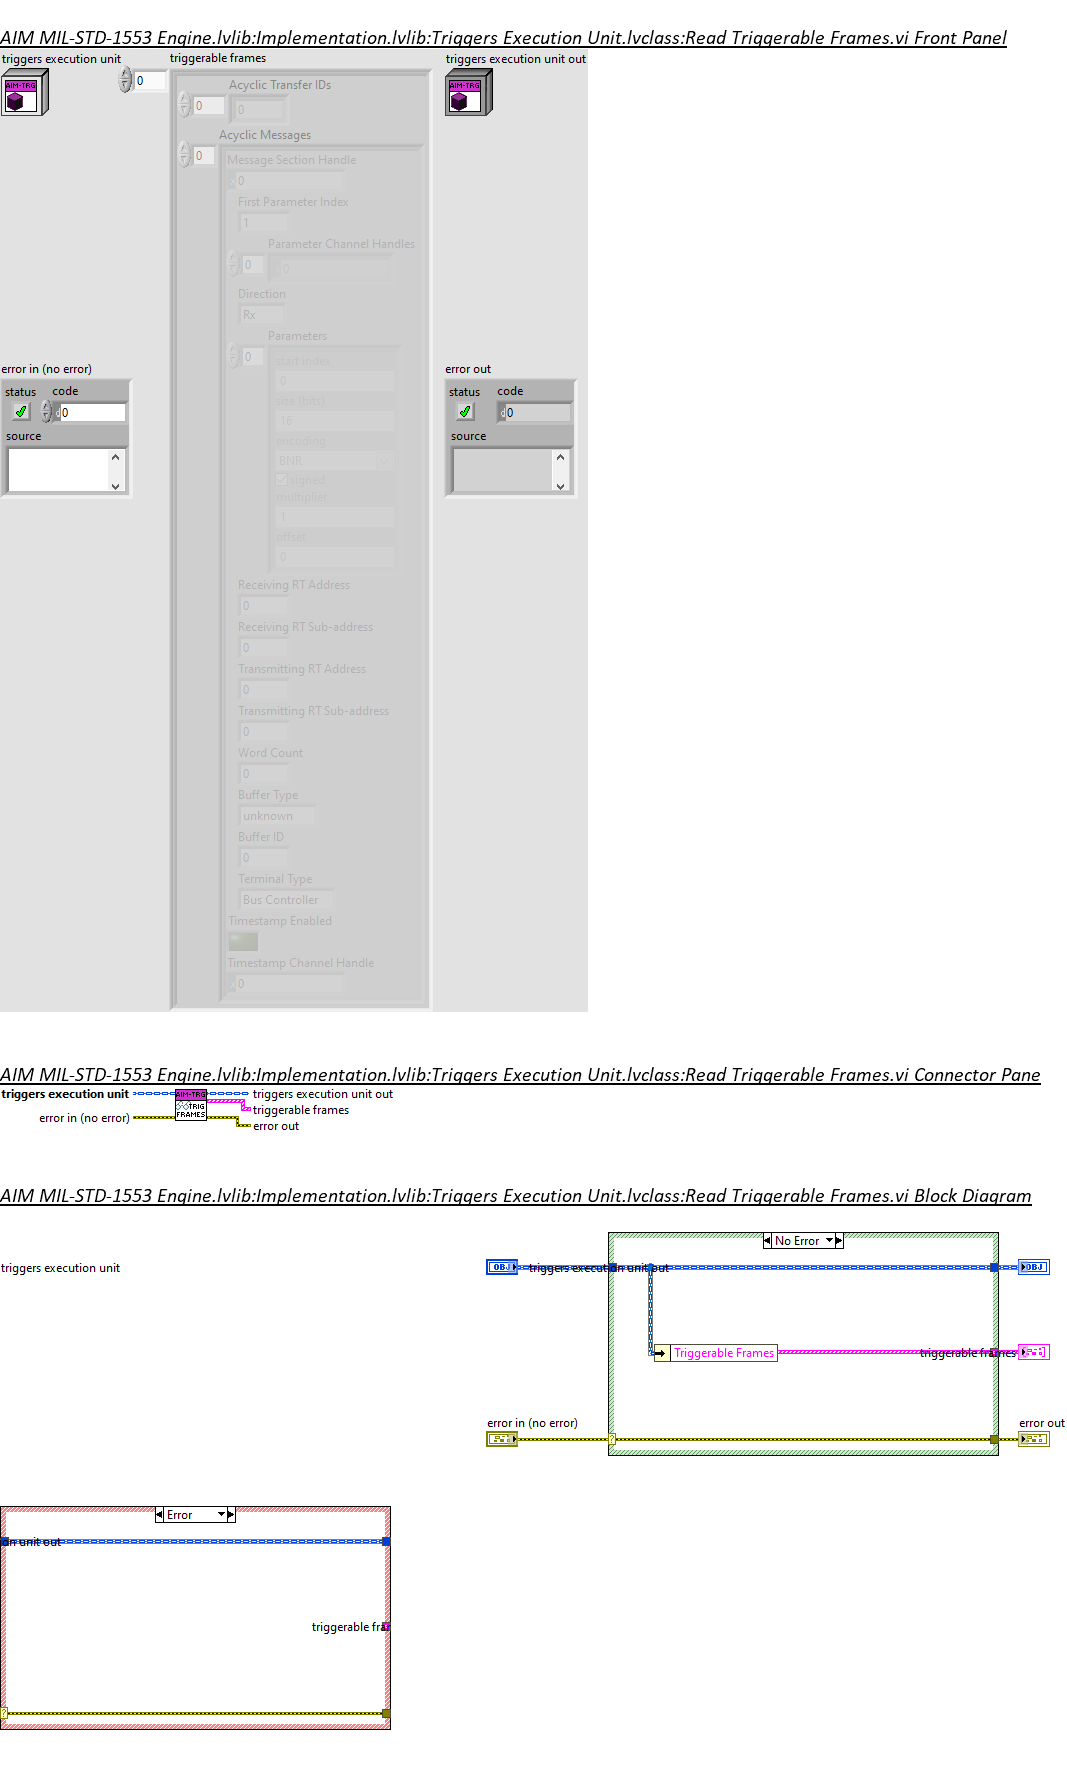 AIM MIL-STD-1553 Engine.lvlib:Implementation.lvlib:Triggers Execution Unit.lvclass:Read Triggerable Frames.vi Front Panel
triggers execution unit
AIM-TRG
0
triggerable frames
Acyclic Transfer IDs
0
0
Acyclic Messages
0
Message Section Handle
x 0
First Parameter Index
1
Parameter Channel Handles
0
0
Direction
Rx
Parameters
0
start index
0
size (bits)
16
encoding
BNR
signed
multiplier
1
offset
0
Receiving RT Address
0
Receiving RT Sub-address
0
Transmitting RT Address
0
Transmitting RT Sub-address
0
Word Count
0
Buffer Type
unknown
Buffer ID
0
Terminal Type
Bus Controller
Timestamp Enabled
Timestamp Channel Handle
x 0
triggers execution unit out
AIM-TRG
error in (no error)
status code
d 0
source
error out
status code
d 0
source
AIM MIL-STD-1553 Engine.lvlib:Implementation.lvlib:Triggers Execution Unit.lvclass:Read Triggerable Frames.vi Connector Pane
triggers execution unit
error in (no error)
AIM-TRG
TRIG
FRAMES
triggers execution unit out
triggerable frames
error out
AIM MIL-STD-1553 Engine.lvlib:Implementation.lvlib:Triggers Execution Unit.lvclass:Read Triggerable Frames.vi Block Diagram
No Error
triggers execution unit
OBJ
triggers execution unit out
OBJ
Triggerable Frames
triggerable frames
error in (no error)
error out
?
Error
on unit out
triggerable fra
?